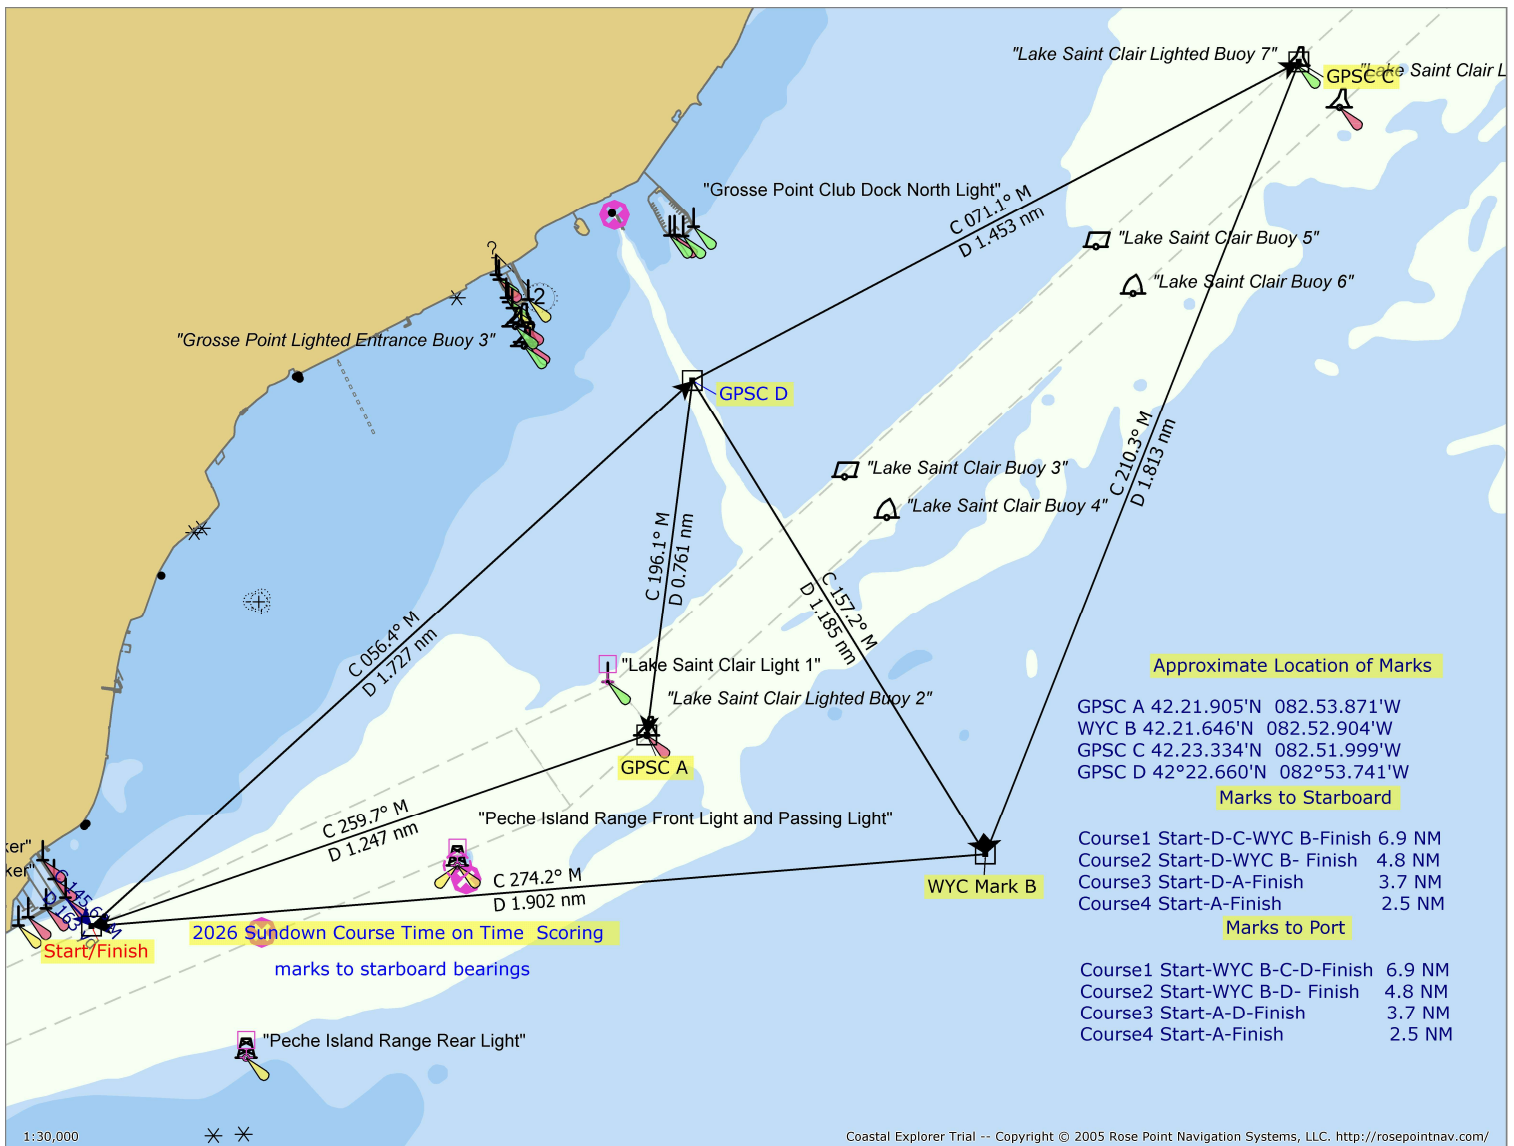 "Lake Saint Clair Lighted Buoy 7"
"Lake Saint Clair L
GPSC C
"Grosse Point Club Dock North Light"
C 071.1° M
D 1.453 nm
"Lake Saint Clair Buoy 5"
?
"Lake Saint Clair Buoy 6"
2
"Grosse Point Lighted Entrance Buoy 3"
GPSC D
C 210.3° M
D 1.813 nm
"Lake Saint Clair Buoy 3"
"Lake Saint Clair Buoy 4"
C 196.1° M
D 0.761 nm
C 157.2° M
D 1.185 nm
C 056.4° M
D 1.727 nm
"Lake Saint Clair Light 1"
"Lake Saint Clair Lighted Buoy 2"
GPSC A
Approximate Location of Marks
GPSC A 42.21.905'N 082.53.871'W
WYC B 42.21.646'N 082.52.904'W
GPSC C 42.23.334'N 082.51.999'W
GPSC D 42°22.660'N 082°53.741'W
Marks to Starboard
Course1 Start-D-C-WYC B-Finish 6.9 NM
Course2 Start-D-WYC B- Finish 4.8 NM
Course3 Start-D-A-Finish 3.7 NM
Course4 Start-A-Finish 2.5 NM
Marks to Port
Course1 Start-WYC B-C-D-Finish 6.9 NM
Course2 Start-WYC B-D- Finish 4.8 NM
Course3 Start-A-D-Finish 3.7 NM
Course4 Start-A-Finish 2.5 NM
C 259.7° M
D 1.247 nm
"Peche Island Range Front Light and Passing Light"
ker"
ker"
C 274.2° M
D 1.902 nm
WYC Mark B
Start/Finish
2026 Sundown Course Time on Time Scoring
marks to starboard bearings
"Peche Island Range Rear Light"
1:30,000
Coastal Explorer Trial -- Copyright © 2005 Rose Point Navigation Systems, LLC. http://rosepointnav.com/